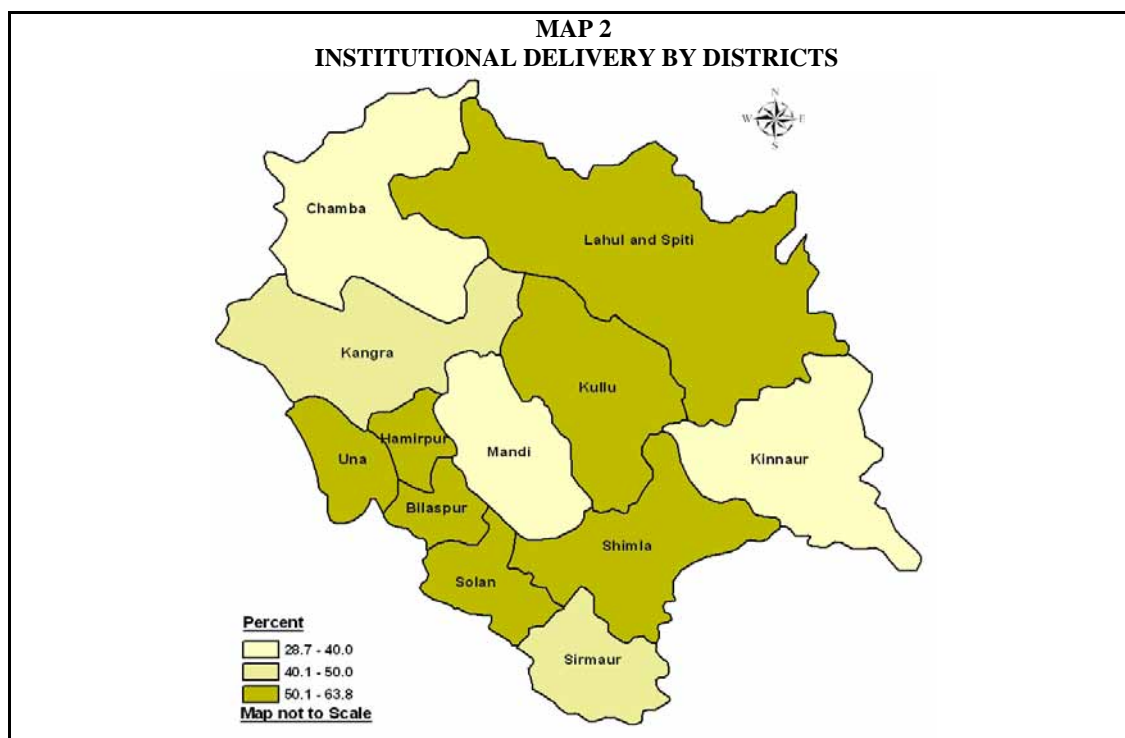 MAP 2
INSTITUTIONAL DELIVERY BY DISTRICTS
N
W E
S
Chamba
Lahul and Spiti
Kangra
Kullu
Hamirpur
Mandi
Una
Kinnaur
Bilaspur
Shimla
Solan
Sirmaur
Percent
28.7 - 40.0
40.1 - 50.0
50.1 - 63.8
Map not to Scale